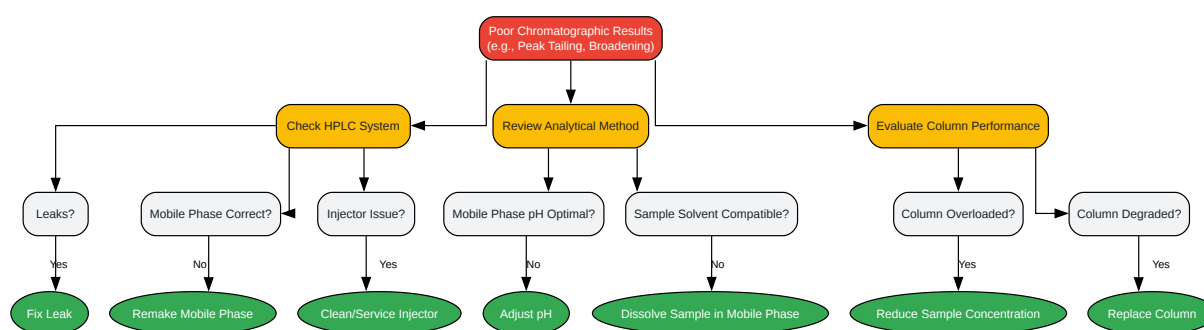 Poor Chromatographic Results
(e.g., Peak Tailing, Broadening)
Check HPLC System
Review Analytical Method
Evaluate Column Performance
Leaks?
Mobile Phase Correct?
Injector Issue?
Mobile Phase pH Optimal?
Sample Solvent Compatible?
Column Overloaded?
Column Degraded?
Yes
No
Yes
No
No
Yes
Yes
Fix Leak
Remake Mobile Phase
Clean/Service Injector
Adjust pH
Dissolve Sample in Mobile Phase
Reduce Sample Concentration
Replace Column